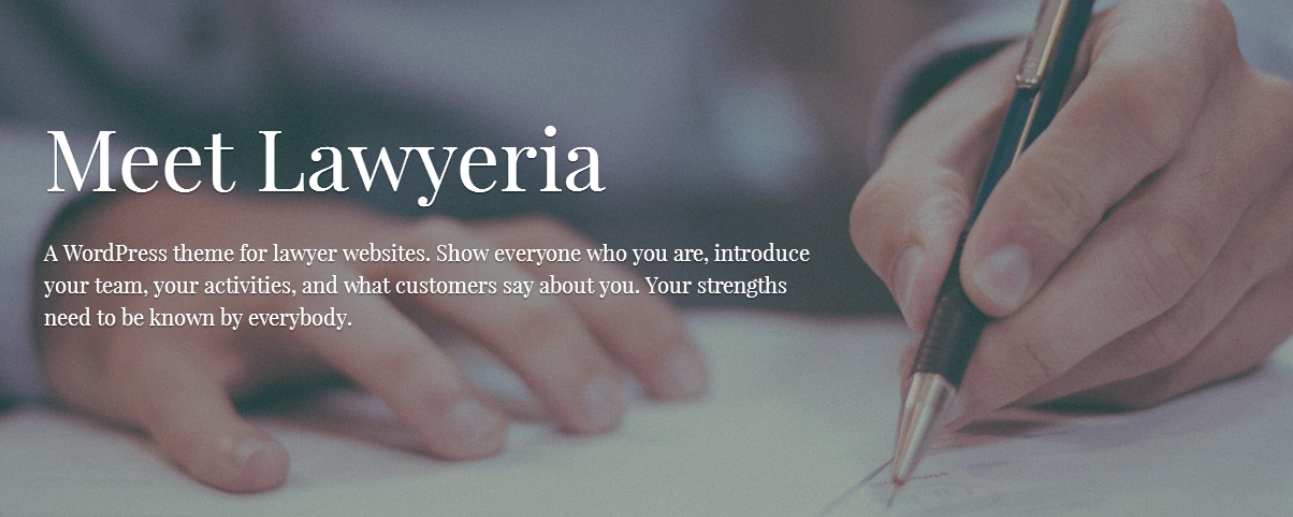 Meet Lawyeria
A WordPress theme for lawyer websites. Show everyone who you are, introduce
your team, your activities, and what customers say about you. Your strengths
need to be known by everybody.